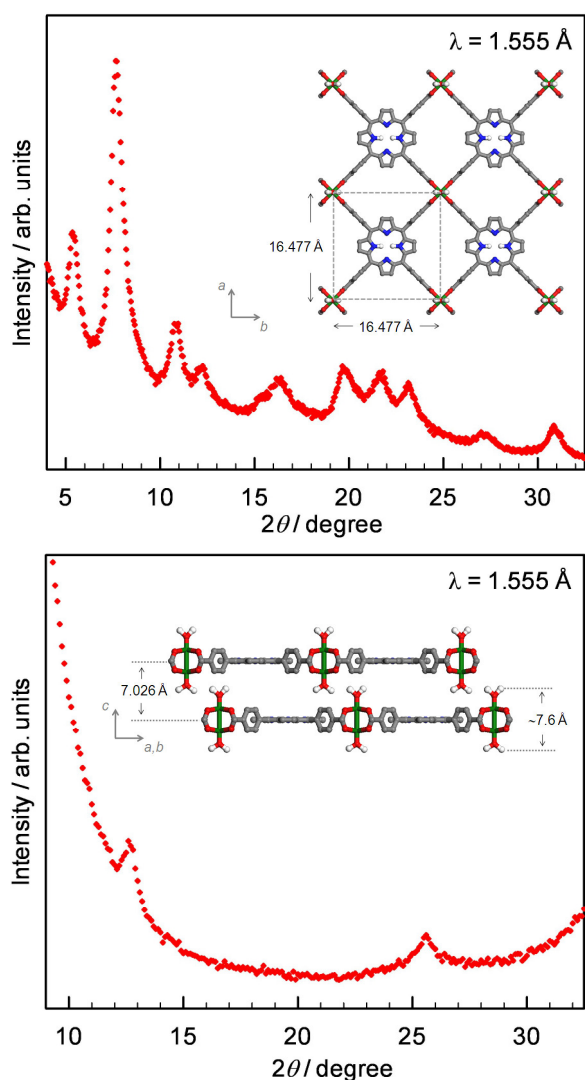 λ = 1.555 Å
Intensity / arb. units
16.477 Å
a
b
16.477 Å
5 10 15 20 25 30
2θ / degree
λ = 1.555 Å
Intensity / arb. units
7.026 Å
c
a,b
~7.6 Å
10 15 20 25 30
2θ / degree